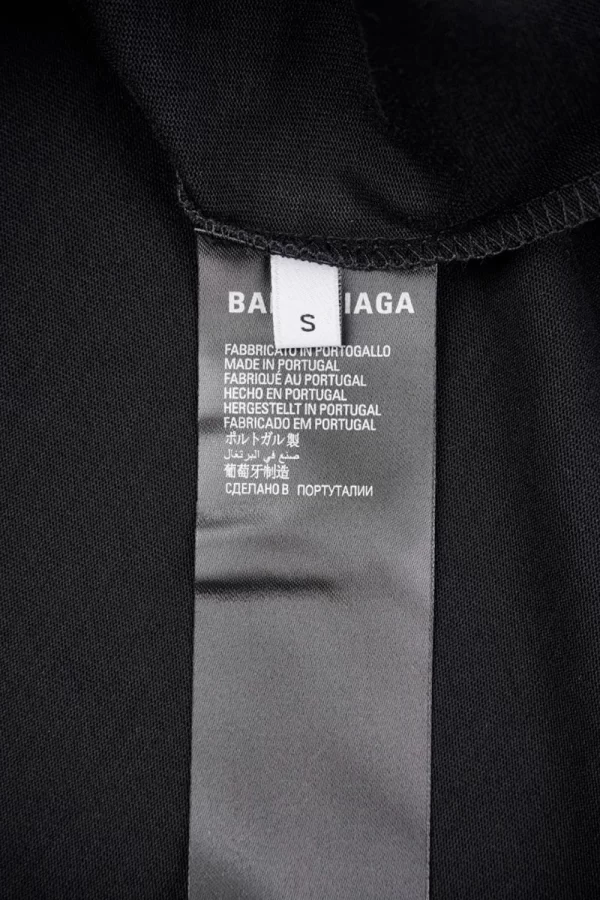 BA IAGA
S
FABBRICATO IN PORTOGALLO
MADE IN PORTUGAL
FABRIQUÉ AU PORTUGAL
HECHO EN PORTUGAL
HERGESTELLT IN PORTUGAL
FABRICADO EM PORTUGAL
ポルトガル製
صنع في البرتغال
葡萄牙制造
СДЕЛАНО В ПОРТУТАЛИИ